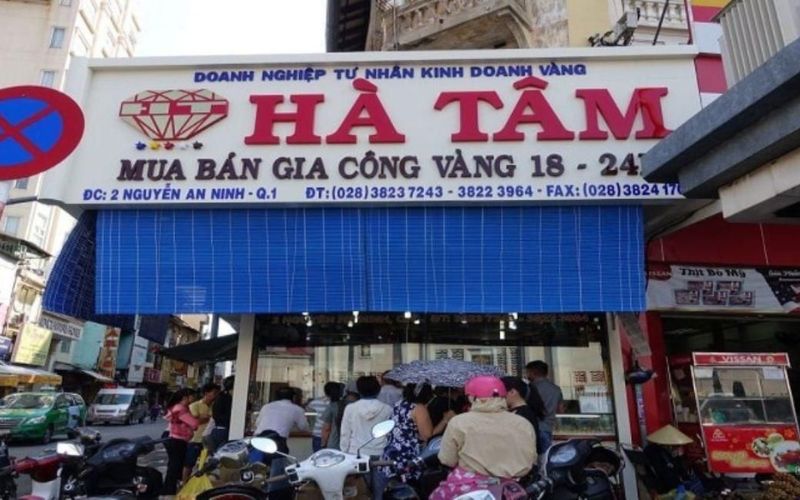 DOANH NGHIỆP TƯ NHÂN KINH DOANH VÀNG
HÀ TÂM
MUA BÁN GIA CÔNG VÀNG 18 - 24
ĐC: 2 NGUYỄN AN NINH - Q.1 ĐT: (028) 3823 7243 - 3822 3964 - FAX: (028) 3824
Thịt Bò Mỹ
VISSAN
VISSAN